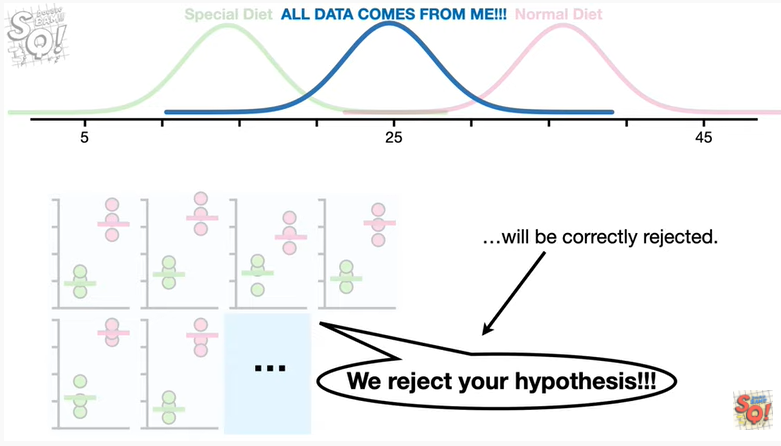 Special Diet ALL DATA COMES FROM ME!!! Normal Diet
5 25 45
...will be correctly rejected.
...
We reject your hypothesis!!!